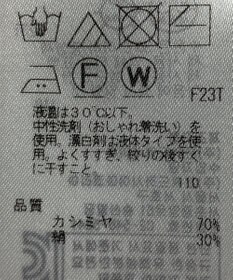 F W
F23T
液温は30℃以下。
中性洗剤（おしゃれ着洗い）を
使用。漂白剤は液体タイプを使
用。よくすすぎ、絞りの後すぐ
に干すこと
110
品質
カシミヤ 70%
絹 30%